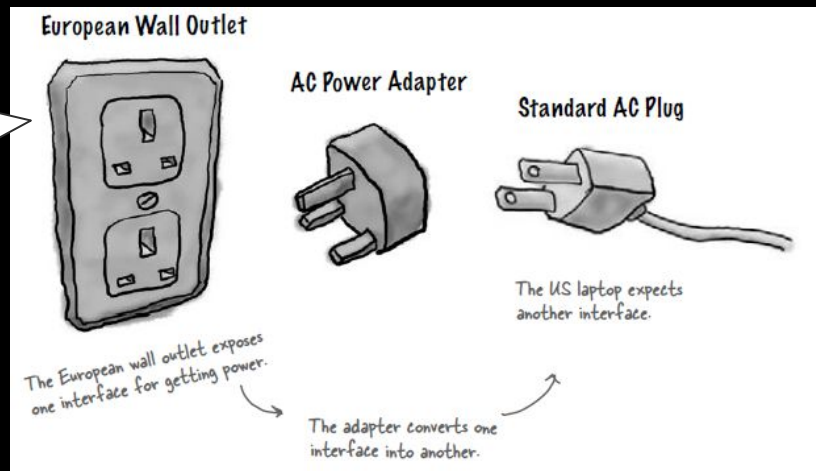 European Wall Outlet
AC Power Adapter
Standard AC Plug
The US laptop expects
another interface.
The European wall outlet exposes
one interface for getting power.
The adapter converts one
interface into another.